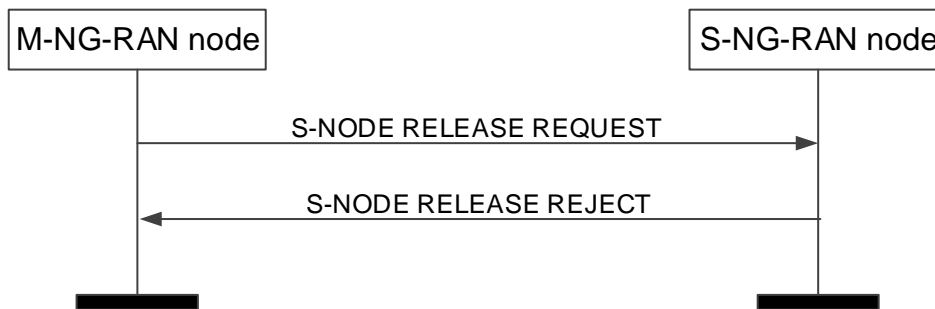 M-NG-RAN node
S-NG-RAN node
S-NODE RELEASE REQUEST
S-NODE RELEASE REJECT